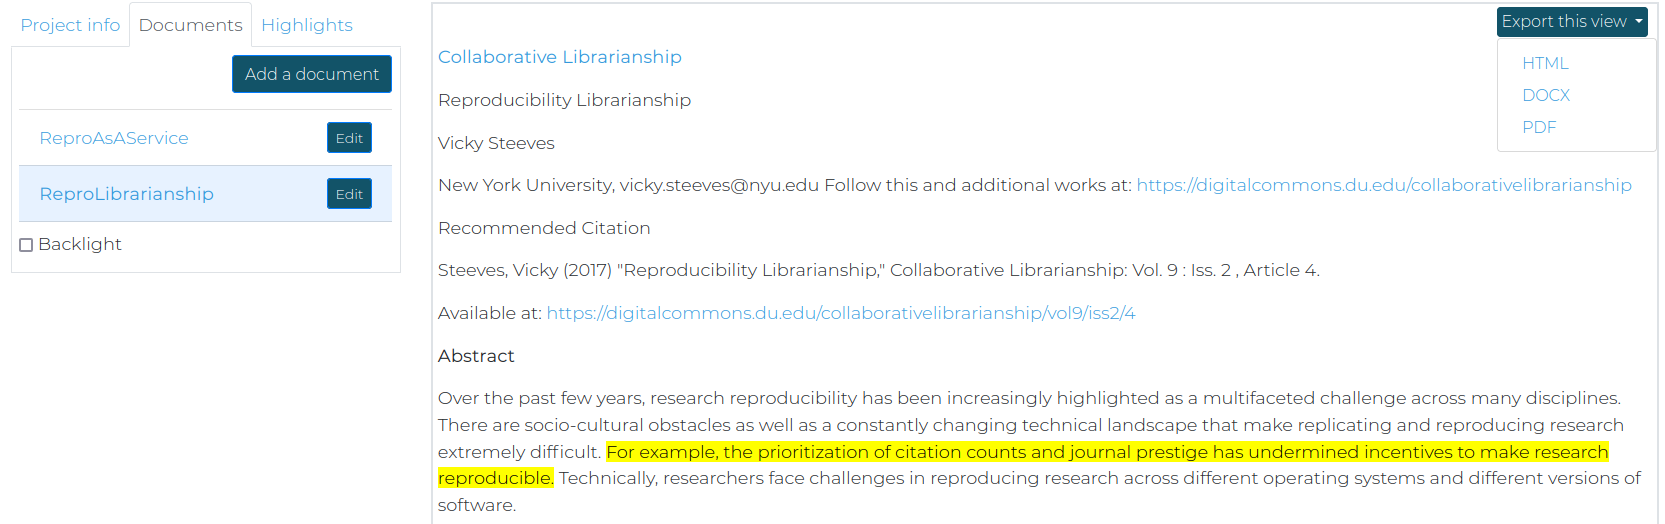 Project info Documents Highlights
Add a document
ReproAsAService Edit
ReproLibrarianship Edit
Backlight
Export this view
HTML
DOCX
PDF
Collaborative Librarianship
Reproducibility Librarianship
Vicky Steeves
New York University, vicky.steeves@nyu.edu Follow this and additional works at: https://digitalcommons.du.edu/collaborativelibrarianship
Recommended Citation
Steeves, Vicky (2017) "Reproducibility Librarianship," Collaborative Librarianship: Vol. 9 : Iss. 2 , Article 4.
Available at: https://digitalcommons.du.edu/collaborativelibrarianship/vol9/iss2/4
Abstract
Over the past few years, research reproducibility has been increasingly highlighted as a multifaceted challenge across many disciplines.
There are socio-cultural obstacles as well as a constantly changing technical landscape that make replicating and reproducing research
extremely difficult. For example, the prioritization of citation counts and journal prestige has undermined incentives to make research
reproducible. Technically, researchers face challenges in reproducing research across different operating systems and different versions of
software.